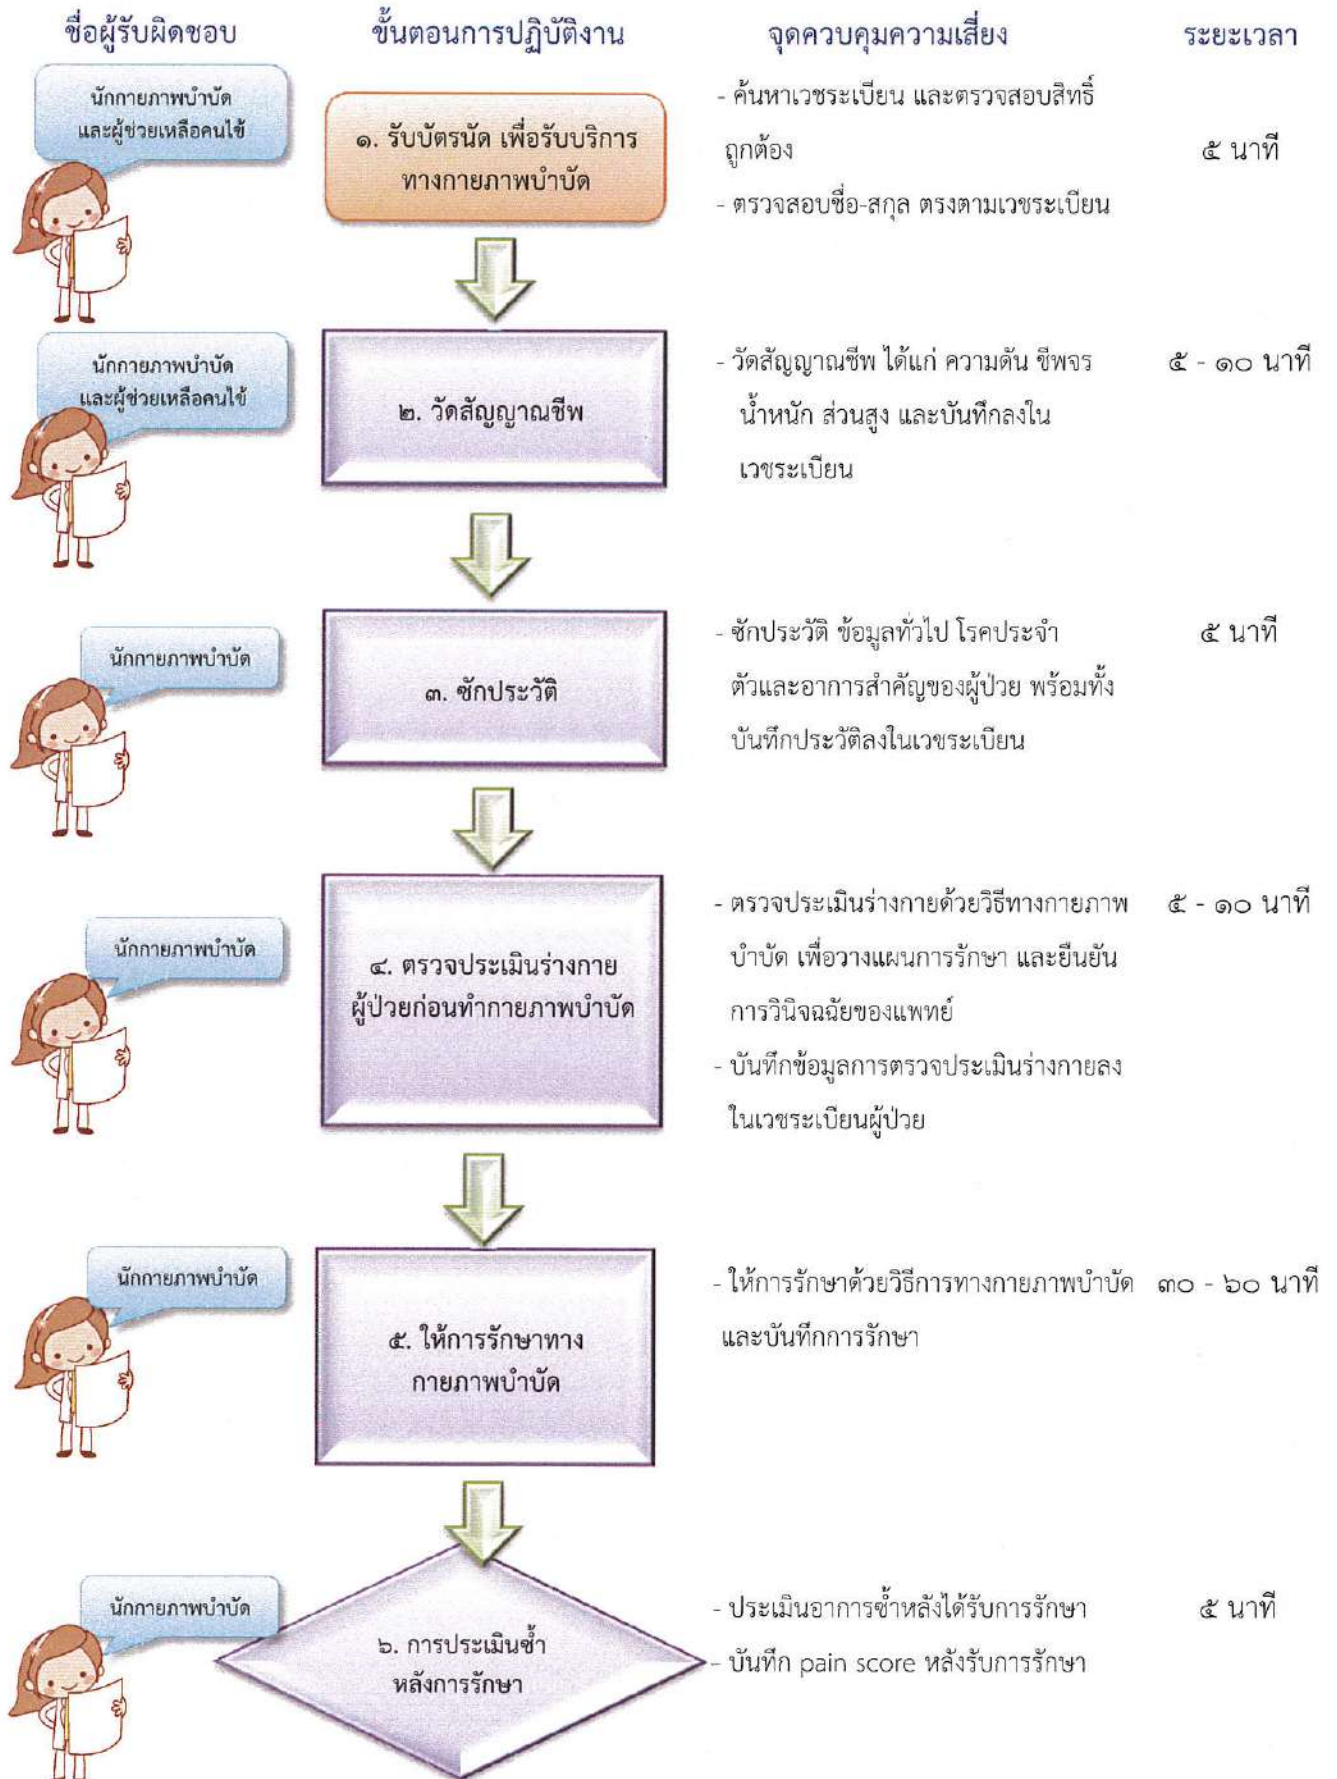 ชื่อผู้รับผิดชอบ ขั้นตอนการปฏิบัติงาน จุดควบคุมความเสี่ยง ระยะเวลา
นักกายภาพบำบัด
และผู้ช่วยเหลือคนไข้
๑. รับบัตรนัด เพื่อรับบริการ
ทางกายภาพบำบัด
- ค้นหาเวชระเบียน และตรวจสอบสิทธิ์
ถูกต้อง
- ตรวจสอบชื่อ-สกุล ตรงตามเวชระเบียน
๕ นาที
นักกายภาพบำบัด
และผู้ช่วยเหลือคนไข้
๒. วัดสัญญาณชีพ
- วัดสัญญาณชีพ ได้แก่ ความดัน ชีพจร
น้ำหนัก ส่วนสูง และบันทึกลงใน
เวชระเบียน
๕ - ๑๐ นาที
นักกายภาพบำบัด
๓. ซักประวัติ
- ซักประวัติ ข้อมูลทั่วไป โรคประจำ
ตัวและอาการสำคัญของผู้ป่วย พร้อมทั้ง
บันทึกประวัติลงในเวชระเบียน
๕ นาที
นักกายภาพบำบัด
๔. ตรวจประเมินร่างกาย
ผู้ป่วยก่อนทำกายภาพบำบัด
- ตรวจประเมินร่างกายด้วยวิธีทางกายภาพ
บำบัด เพื่อวางแผนการรักษา และยืนยัน
การวินิจฉฉัยของแพทย์
- บันทึกข้อมูลการตรวจประเมินร่างกายลง
ในเวชระเบียนผู้ป่วย
๕ - ๑๐ นาที
นักกายภาพบำบัด
๕. ให้การรักษาทาง
กายภาพบำบัด
- ให้การรักษาด้วยวิธีการทางกายภาพบำบัด
และบันทึกการรักษา
๓๐ - ๖๐ นาที
นักกายภาพบำบัด
๖. การประเมินซ้ำ
หลังการรักษา
- ประเมินอาการซ้ำหลังได้รับการรักษา
- บันทึก pain score หลังรับการรักษา
๕ นาที